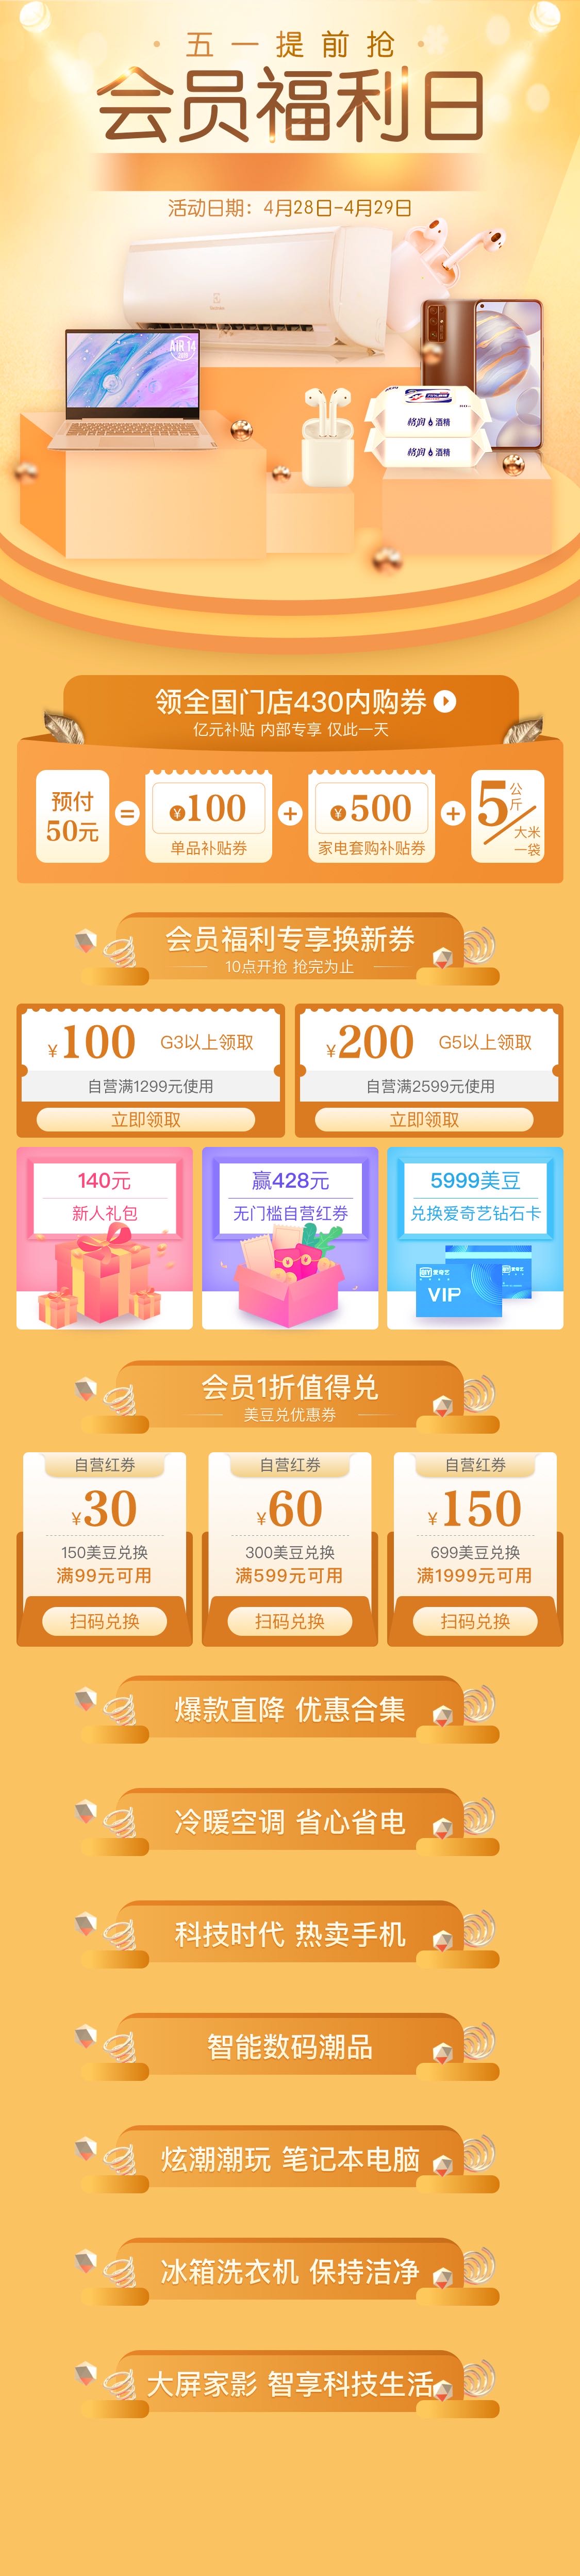 五一提前抢
会员福利日
活动日期：4月28日-4月29日
AIR 14
格润 酒精
格润 酒精
领全国门店430内购券
亿元补贴 内部专享 仅此一天
预付
50元
=
¥100
单品补贴券
+
¥500
家电套购补贴券
+
5公斤
大米
一袋
会员福利专享换新券
10点开抢 抢完为止
¥100 G3以上领取
自营满1299元使用
立即领取
¥200 G5以上领取
自营满2599元使用
立即领取
140元
新人礼包
赢428元
无门槛自营红券
5999美豆
兑换爱奇艺钻石卡
爱奇艺
爱奇艺
VIP
会员1折值得兑
美豆兑优惠券
自营红券
¥30
150美豆兑换
满99元可用
扫码兑换
自营红券
¥60
300美豆兑换
满599元可用
扫码兑换
自营红券
¥150
699美豆兑换
满1999元可用
扫码兑换
爆款直降 优惠合集
冷暖空调 省心省电
科技时代 热卖手机
智能数码潮品
炫潮潮玩 笔记本电脑
冰箱洗衣机 保持洁净
大屏家影 智享科技生活